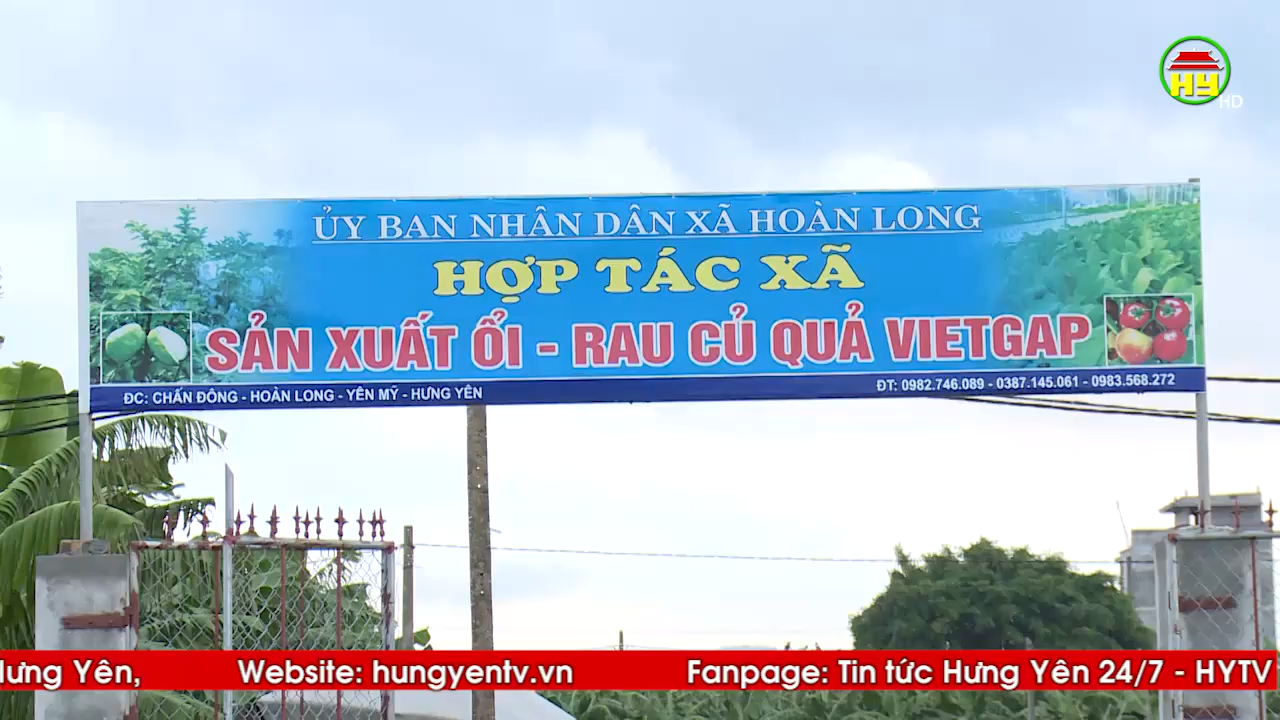 HY HD
ỦY BAN NHÂN DÂN XÃ HOÀN LONG
HỢP TÁC XÃ
SẢN XUẤT ỔI - RAU CỦ QUẢ VIETGAP
ĐC: CHẤN ĐÔNG - HOÀN LONG - YÊN MỸ - HƯNG YÊN
ĐT: 0982.746.089 - 0387.145.061 - 0983.568.272
Hưng Yên, Website: hungyentv.vn Fanpage: Tin tức Hưng Yên 24/7 - HYTV